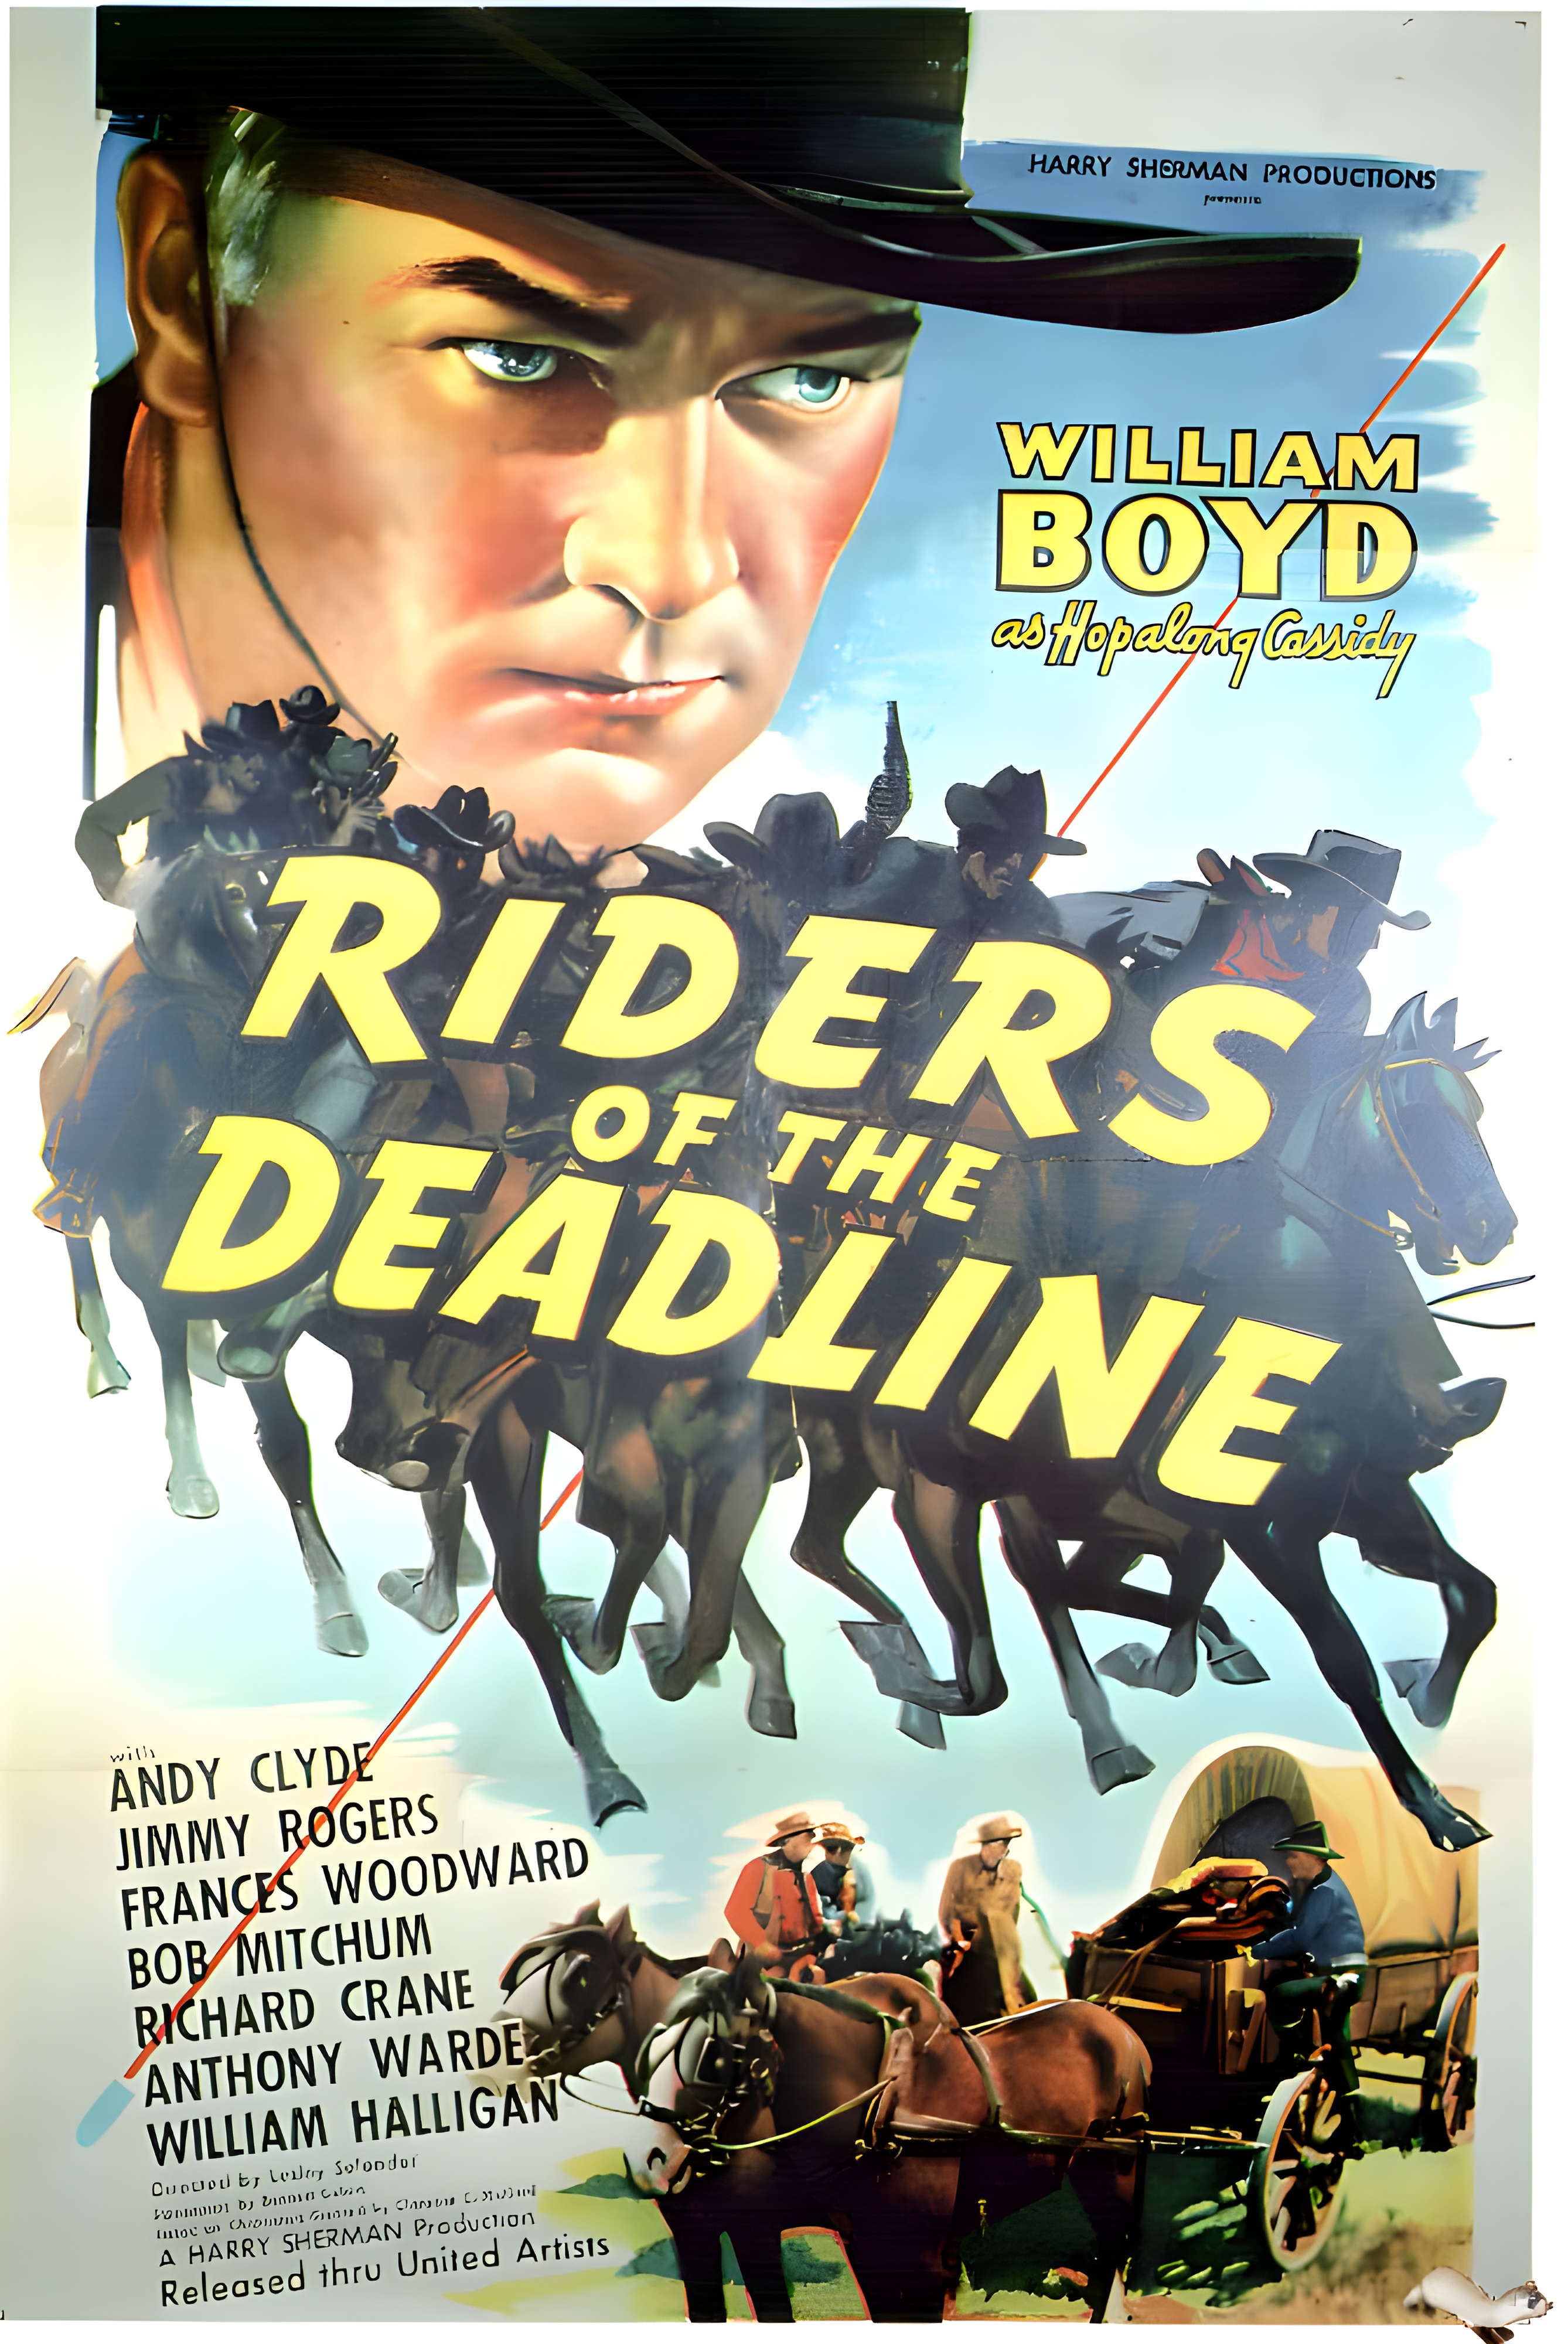 HARRY SHERMAN PRODUCTIONS
WILLIAM
BOYD
as Hopalong Cassidy
RIDERS
OF THE
DEADLINE
with
ANDY CLYDE
JIMMY ROGERS
FRANCES WOODWARD
BOB MITCHUM
RICHARD CRANE
ANTHONY WARDE
WILLIAM HALLIGAN
A HARRY SHERMAN Production
Released thru United Artists